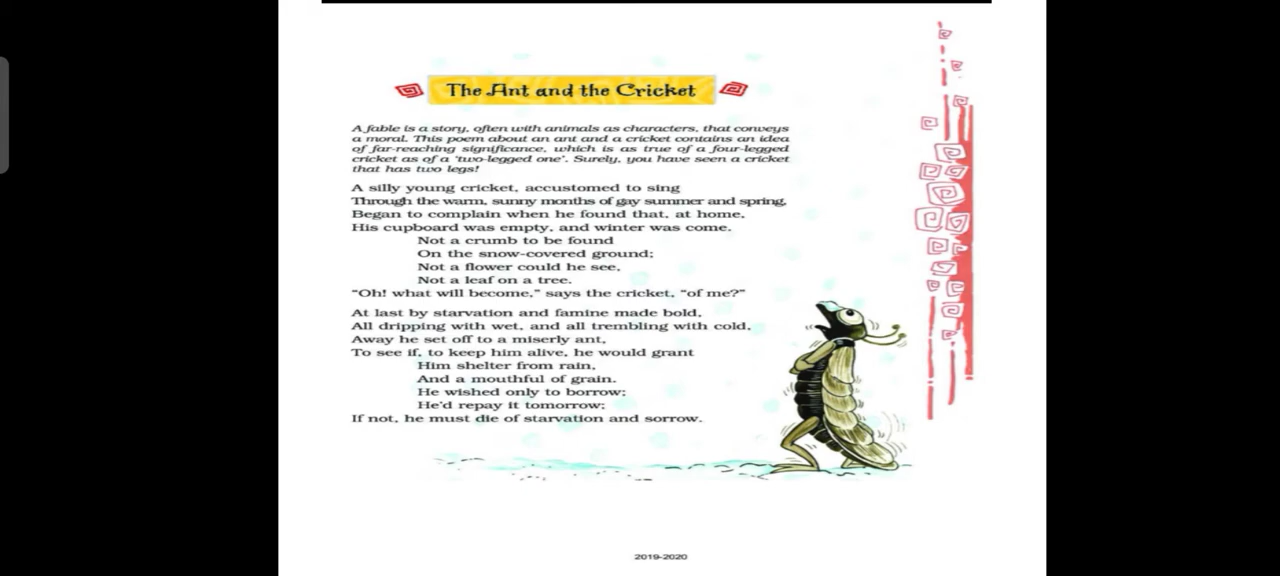 The Ant and the Cricket
A fable is a story, often with animals as characters, that conveys
a moral. This poem about an ant and a cricket contains an idea
of far-reaching significance, which is as true of a four-legged
cricket as of a ‘two-legged one’. Surely, you have seen a cricket
that has two legs!
A silly young cricket, accustomed to sing
Through the warm, sunny months of gay summer and spring,
Began to complain when he found that, at home,
His cupboard was empty, and winter was come.
Not a crumb to be found
On the snow-covered ground;
Not a flower could he see,
Not a leaf on a tree.
“Oh! what will become,” says the cricket, “of me?”
At last by starvation and famine made bold,
All dripping with wet, and all trembling with cold,
Away he set off to a miserly ant,
To see if, to keep him alive, he would grant
Him shelter from rain,
And a mouthful of grain.
He wished only to borrow;
He’d repay it tomorrow;
If not, he must die of starvation and sorrow.
2019-2020